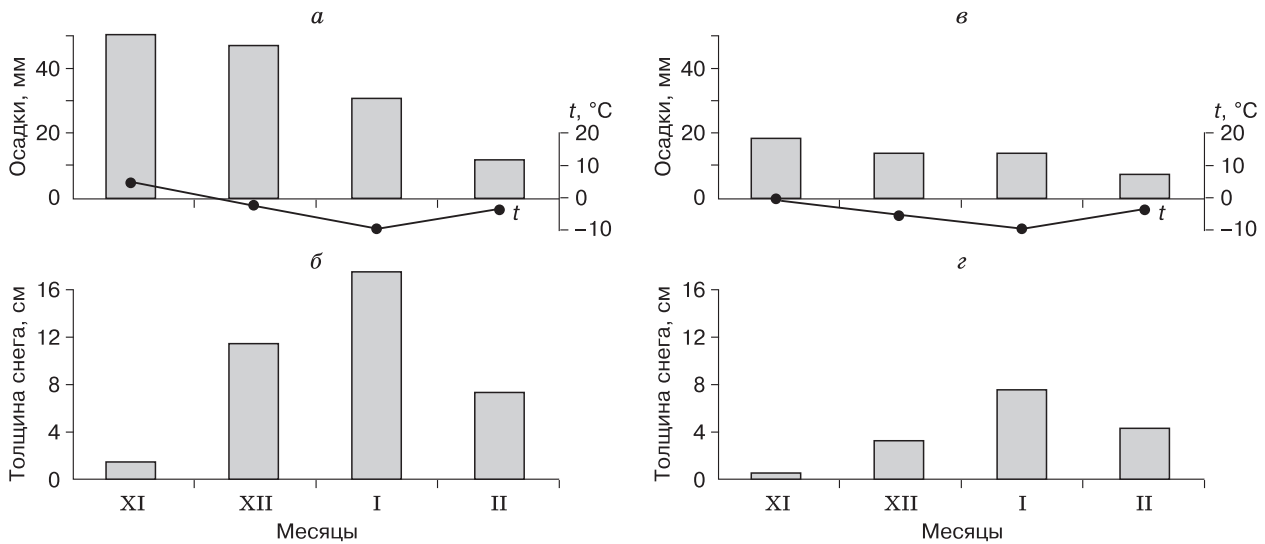 а
Осадки, мм
40
20
0
t, °C
20
10
0
–10
t
б
Толщина снега, см
16
12
8
4
0
XI XII I II
Месяцы
в
Осадки, мм
40
20
0
t, °C
20
10
0
–10
t
г
Толщина снега, см
16
12
8
4
0
XI XII I II
Месяцы